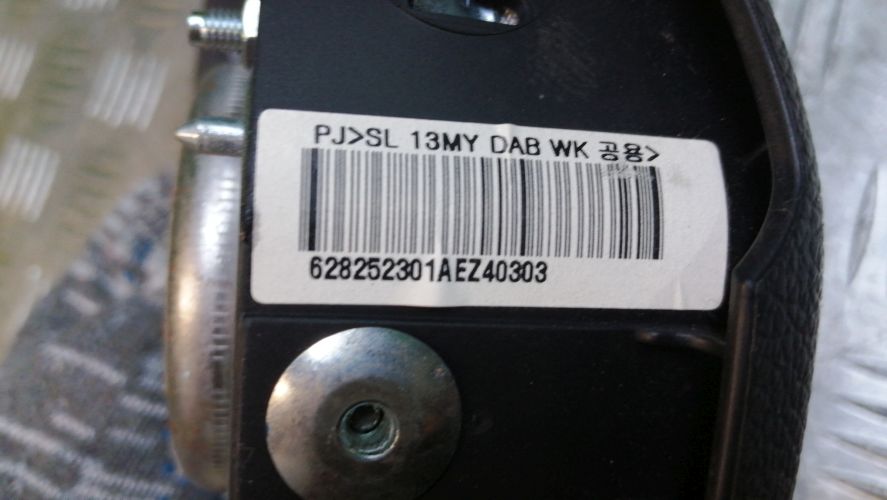 PJ>SL 13MY DAB WK 공용>
628252301AEZ40303